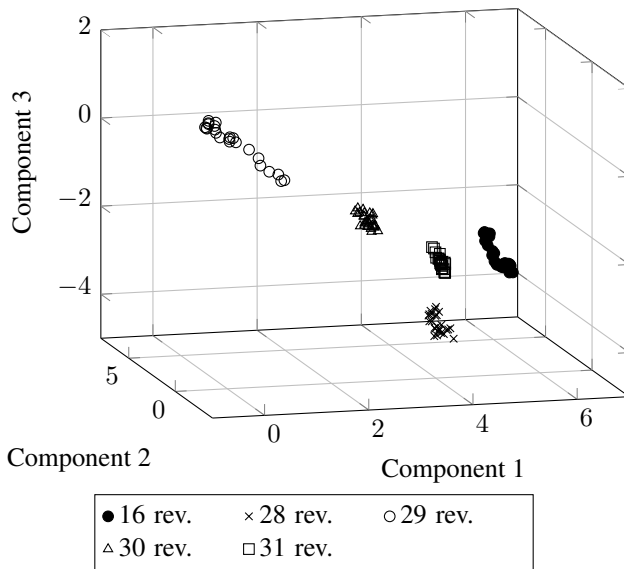 2
0
−2
−4
Component 3
5
0
Component 2
0
2
4
6
Component 1
16 rev. 28 rev. 29 rev.
30 rev. 31 rev.